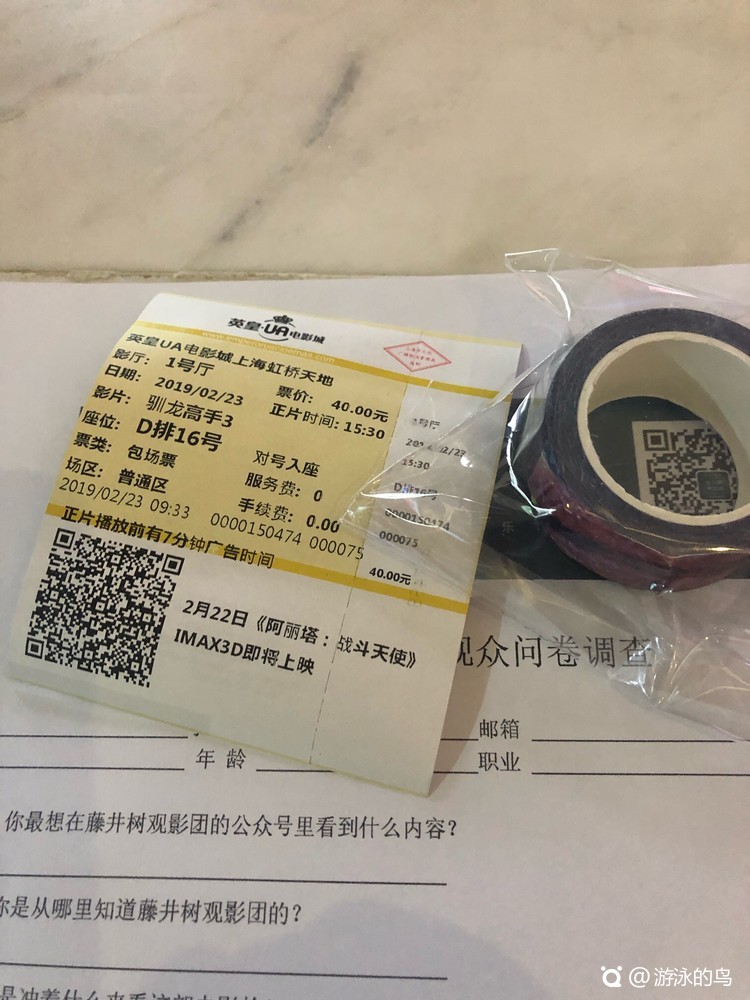 英皇UA电影城
www.emperoruacinemas.com
英皇UA电影城上海虹桥天地
影厅: 1号厅
票价: 40.00元
日期: 2019/02/23
正片时间: 15:30
影片: 驯龙高手3
座位: D排16号
对号入座
票类: 包场票
服务费: 0
场区: 普通区
手续费: 0.00
2019/02/23 09:33
0000150474 000075
正片播放前有7分钟广告时间
2月22日《阿丽塔:战斗天使》
IMAX3D即将上映
1号厅
15:30
D排16号
0000150474
000075
40.00元
乐
观众问卷调查
邮箱
年龄
职业
你最想在藤井树观影团的公众号里看到什么内容?
你是从哪里知道藤井树观影团的?
@游泳的鸟